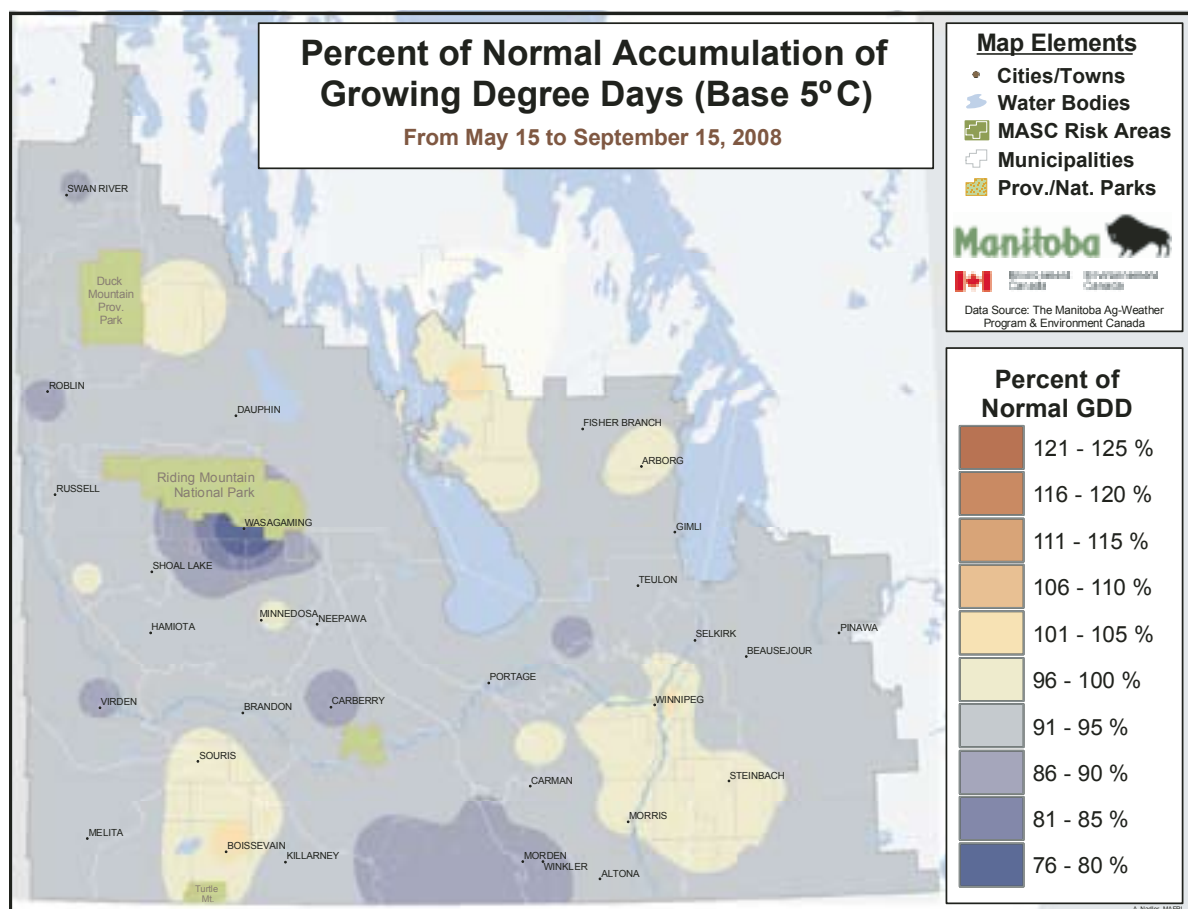 Percent of Normal Accumulation of
Growing Degree Days (Base 5ºC)
From May 15 to September 15, 2008
Map Elements
Cities/Towns
Water Bodies
MASC Risk Areas
Municipalities
Prov./Nat. Parks
Manitoba
Environment
Canada
Environnement
Canada
Data Source: The Manitoba Ag-Weather
Program & Environment Canada
Percent of
Normal GDD
121 - 125 %
116 - 120 %
111 - 115 %
106 - 110 %
101 - 105 %
96 - 100 %
91 - 95 %
86 - 90 %
81 - 85 %
76 - 80 %
SWAN RIVER
Duck
Mountain
Prov.
Park
ROBLIN
DAUPHIN
FISHER BRANCH
ARBORG
Riding Mountain
National Park
RUSSELL
WASAGAMING
GIMLI
SHOAL LAKE
TEULON
MINNEDOSA
NEEPAWA
HAMIOTA
SELKIRK
PINAWA
BEAUSEJOUR
PORTAGE
VIRDEN
BRANDON
CARBERRY
WINNIPEG
SOURIS
CARMAN
STEINBACH
MORRIS
MELITA
BOISSEVAIN
KILLARNEY
MORDEN
WINKLER
ALTONA
Turtle
Mt.